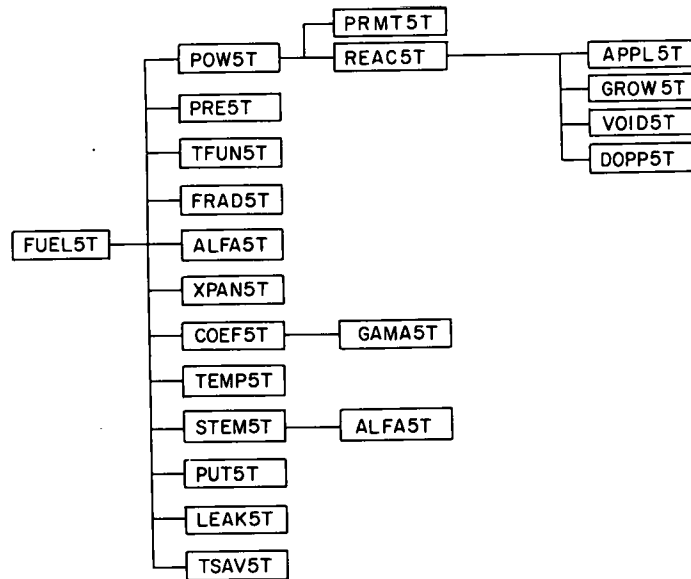 PRMT5T
POW5T
REAC5T
APPL5T
GROW5T
PRE5T
VOID5T
TFUN5T
DOPP5T
FRAD5T
FUEL5T
ALFA5T
XPAN5T
COEF5T
GAMA5T
TEMP5T
STEM5T
ALFA5T
PUT5T
LEAK5T
TSAV5T